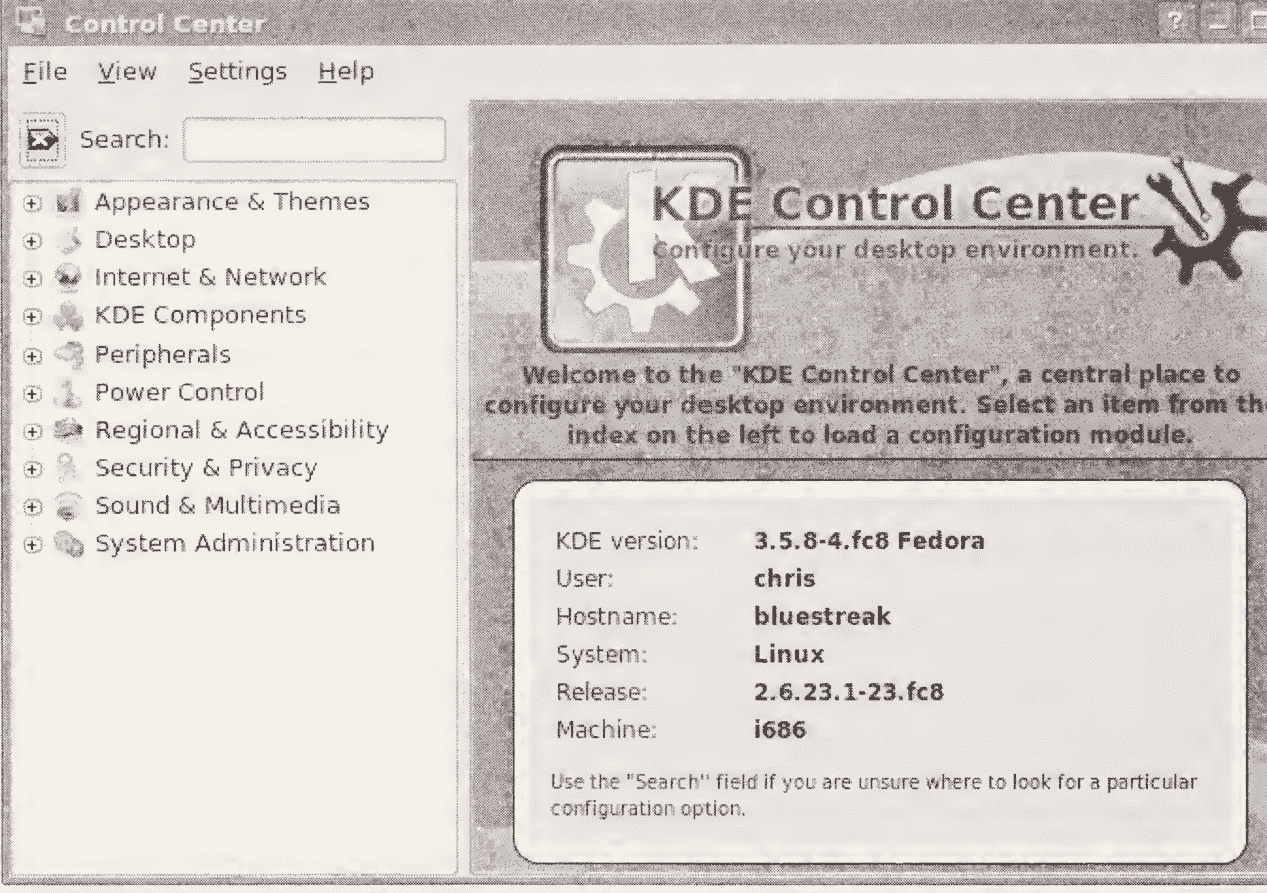 Control Center
File View Settings Help
Search:
Appearance & Themes
Desktop
Internet & Network
KDE Components
Peripherals
Power Control
Regional & Accessibility
Security & Privacy
Sound & Multimedia
System Administration
KDE Control Center
Configure your desktop environment.
Welcome to the "KDE Control Center", a central place to
configure your desktop environment. Select an item from th
index on the left to load a configuration module.
KDE version: 3.5.8-4.fc8 Fedora
User: chris
Hostname: bluestreak
System: Linux
Release: 2.6.23.1-23.fc8
Machine: i686
Use the "Search" field if you are unsure where to look for a particular
configuration option.